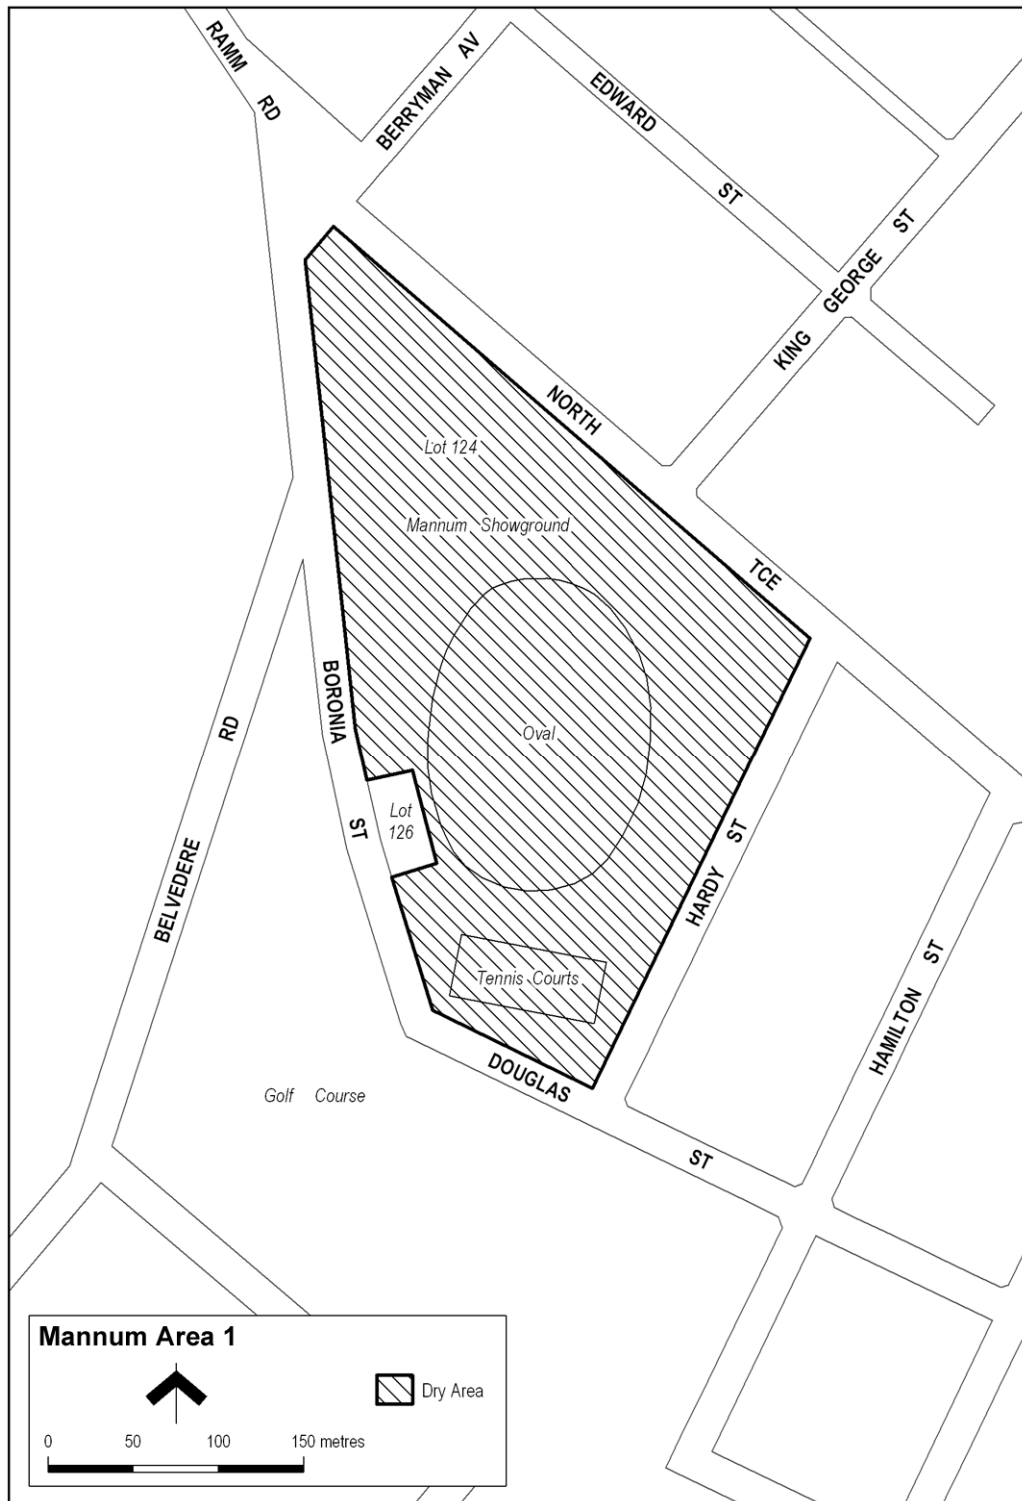 RAMM
RD
BERRYMAN AV
EDWARD
ST
KING
GEORGE
ST
NORTH
TCE
Lot 124
Mannum Showground
Oval
BORONIA
ST
Lot
126
BELVEDERE
RD
HARDY
ST
HAMILTON
ST
Tennis Courts
DOUGLAS
ST
Golf Course
Mannum Area 1
Dry Area
0 50 100 150 metres